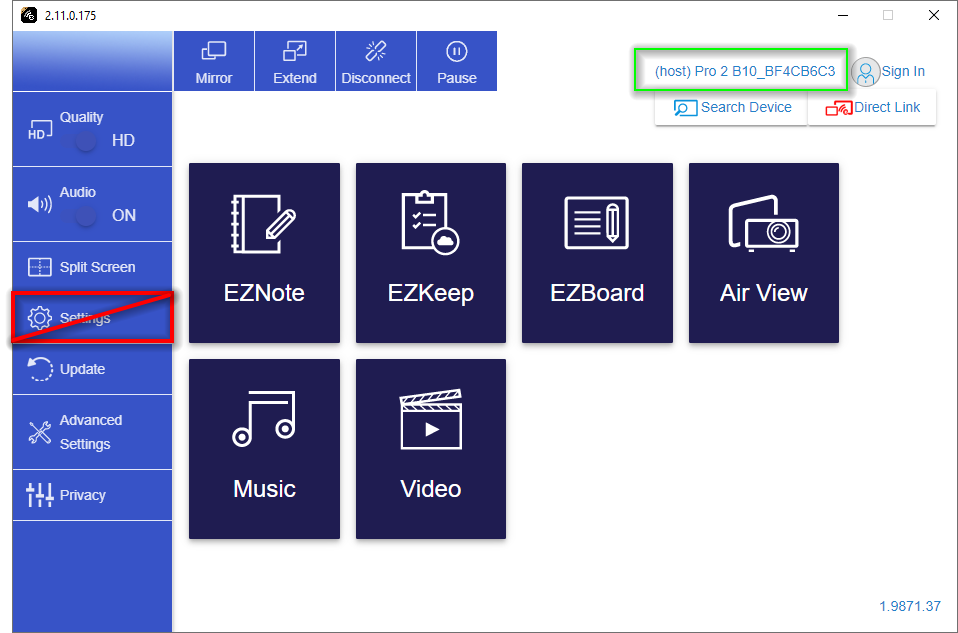 2.11.0.175
Mirror
Extend
Disconnect
Pause
(host) Pro 2 B10_BF4CB6C3
Sign In
Search Device
Direct Link
Quality
HD
HD
Audio
ON
Split Screen
Settings
Update
Advanced
Settings
Privacy
EZNote
EZKeep
EZBoard
Air View
Music
Video
1.9871.37